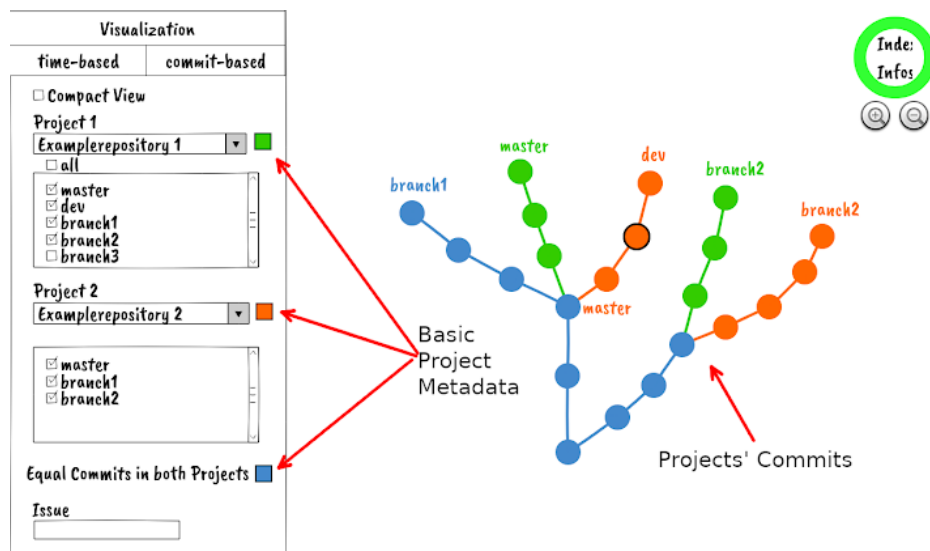 Visualization
time-based
commit-based
Compact View
Project 1
Examplerepository 1
all
master
dev
branch1
branch2
branch3
Project 2
Examplerepository 2
master
branch1
branch2
Equal Commits in both Projects
Issue
branch1
master
dev
branch2
branch2
master
Basic
Project
Metadata
Projects' Commits
Inde:
Infos